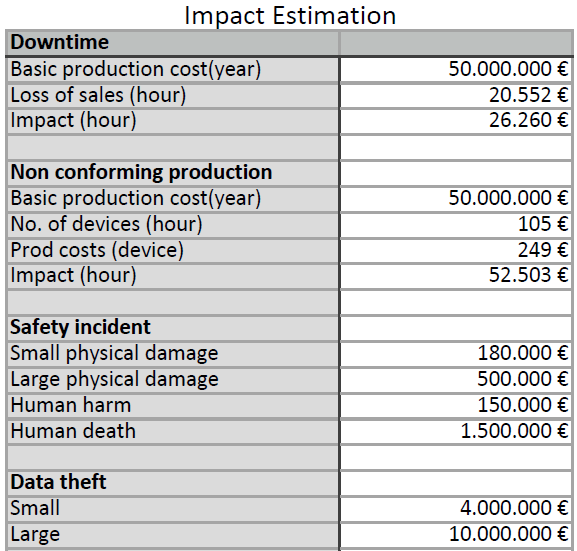 Impact Estimation
Downtime
Basic production cost(year) 50.000.000 €
Loss of sales (hour) 20.552 €
Impact (hour) 26.260 €
Non conforming production
Basic production cost(year) 50.000.000 €
No. of devices (hour) 105 €
Prod costs (device) 249 €
Impact (hour) 52.503 €
Safety incident
Small physical damage 180.000 €
Large physical damage 500.000 €
Human harm 150.000 €
Human death 1.500.000 €
Data theft
Small 4.000.000 €
Large 10.000.000 €